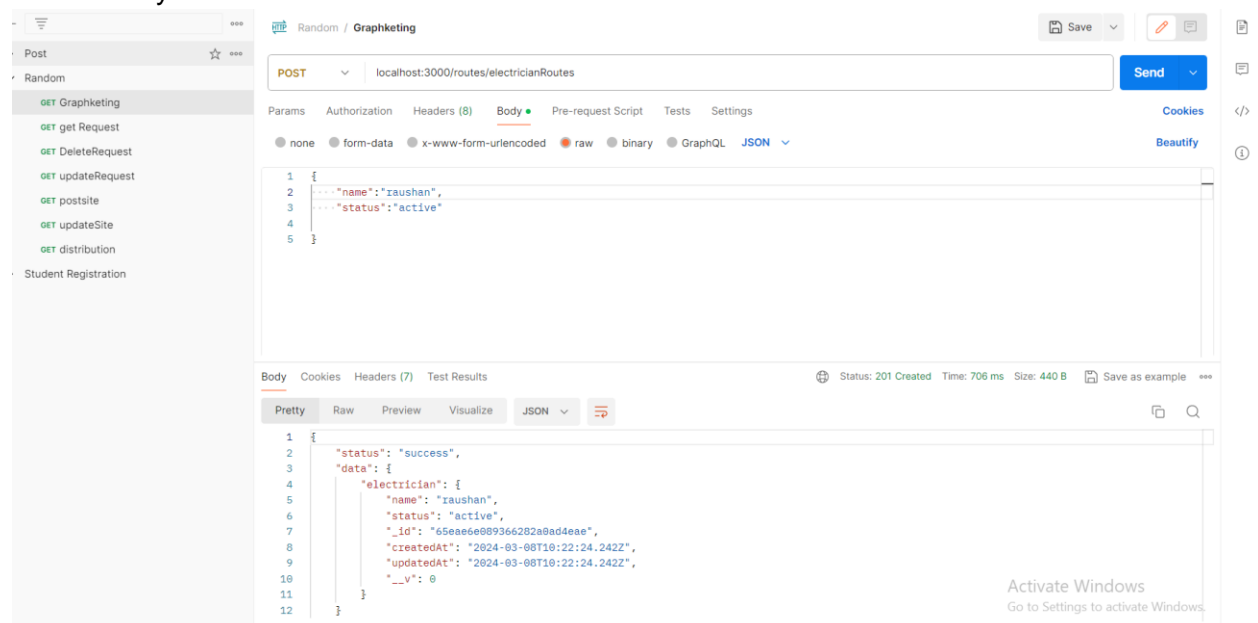 Random / Graphketing
Save
Post
Random
GET Graphketing
GET get Request
GET DeleteRequest
GET updateRequest
GET postsite
GET updateSite
GET distribution
Student Registration
POST localhost:3000/routes/electricianRoutes Send
Params Authorization Headers (8) Body Pre-request Script Tests Settings Cookies
none form-data x-www-form-urlencoded raw binary GraphQL JSON Beautify
1 {
2 "name":"raushan",
3 "status":"active"
4
5 }
Body Cookies Headers (7) Test Results Status: 201 Created Time: 706 ms Size: 440 B Save as example
Pretty Raw Preview Visualize JSON
1 {
2 "status": "success",
3 "data": {
4 "electrician": {
5 "name": "raushan",
6 "status": "active",
7 "_id": "65eae6e089366282a0ad4eae",
8 "createdAt": "2024-03-08T10:22:24.242Z",
9 "updatedAt": "2024-03-08T10:22:24.242Z",
10 "__v": 0
11 }
12 }
Activate Windows
Go to Settings to activate Windows.